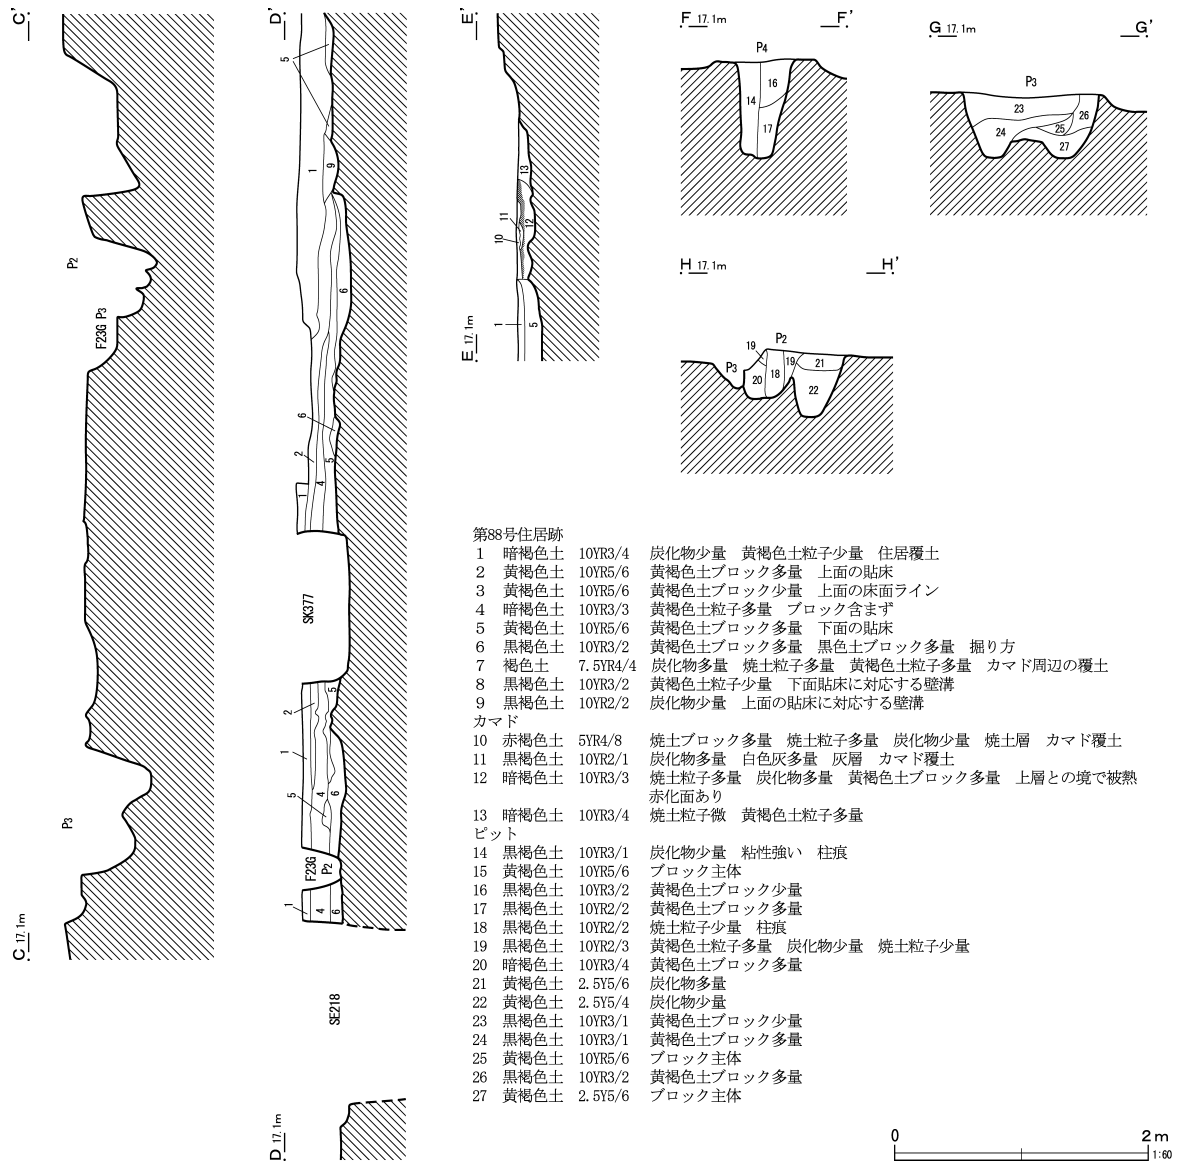 C'
D'
E'
F 17.1m F'
G 17.1m G'
P4
14
16
17
P3
23
24
25
26
27
H 17.1m H'
P2
19
19
P3
20
18
21
22
P2
F23G P3
P3
C 17.1m
5
1
9
6
6
2
5
4
1
SK377
5
2
1
4
6
5
F23G
P2
1
4
6
SE218
D 17.1m
13
11
12
10
1
5
E 17.1m
第88号住居跡
1 暗褐色土 10YR3/4 炭化物少量 黄褐色土粒子少量 住居覆土
2 黄褐色土 10YR5/6 黄褐色土ブロック多量 上面の貼床
3 黄褐色土 10YR5/6 黄褐色土ブロック少量 上面の床面ライン
4 暗褐色土 10YR3/3 黄褐色土粒子多量 ブロック含まず
5 黄褐色土 10YR5/6 黄褐色土ブロック多量 下面の貼床
6 黒褐色土 10YR3/2 黄褐色土ブロック多量 黒色土ブロック多量 掘り方
7 褐色土 7.5YR4/4 炭化物多量 焼土粒子多量 黄褐色土粒子多量 カマド周辺の覆土
8 黒褐色土 10YR3/2 黄褐色土粒子少量 下面貼床に対応する壁溝
9 黒褐色土 10YR2/2 炭化物少量 上面の貼床に対応する壁溝
カマド
10 赤褐色土 5YR4/8 焼土ブロック多量 焼土粒子多量 炭化物少量 焼土層 カマド覆土
11 黒褐色土 10YR2/1 炭化物多量 白色灰多量 灰層 カマド覆土
12 暗褐色土 10YR3/3 焼土粒子多量 炭化物多量 黄褐色土ブロック多量 上層との境で被熱
赤化面あり
13 暗褐色土 10YR3/4 焼土粒子微 黄褐色土粒子多量
ピット
14 黒褐色土 10YR3/1 炭化物少量 粘性強い 柱痕
15 黄褐色土 10YR5/6 ブロック主体
16 黒褐色土 10YR3/2 黄褐色土ブロック少量
17 黒褐色土 10YR2/2 黄褐色土ブロック多量
18 黒褐色土 10YR2/2 焼土粒子少量 柱痕
19 黒褐色土 10YR2/3 黄褐色土粒子多量 炭化物少量 焼土粒子少量
20 暗褐色土 10YR3/4 黄褐色土ブロック多量
21 黄褐色土 2.5Y5/6 炭化物多量
22 黄褐色土 2.5Y5/4 炭化物少量
23 黒褐色土 10YR3/1 黄褐色土ブロック少量
24 黒褐色土 10YR3/1 黄褐色土ブロック多量
25 黄褐色土 10YR5/6 ブロック主体
26 黒褐色土 10YR3/2 黄褐色土ブロック多量
27 黄褐色土 2.5Y5/6 ブロック主体
0 2m
1:60